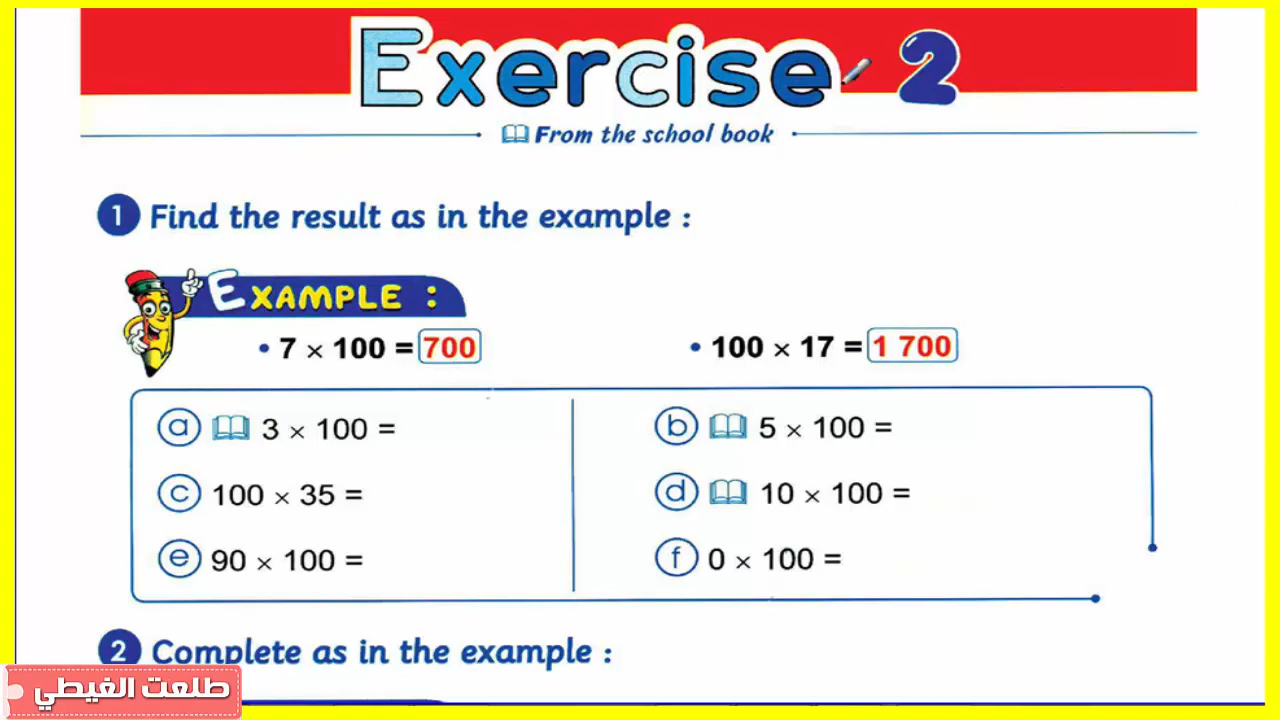 Exercise 2
From the school book
1 Find the result as in the example :
EXAMPLE :
• 7 × 100 = 700
• 100 × 17 = 1 700
a 3 × 100 =
b 5 × 100 =
c 100 × 35 =
d 10 × 100 =
e 90 × 100 =
f 0 × 100 =
2 Complete as in the example :
طلعت الغيطي